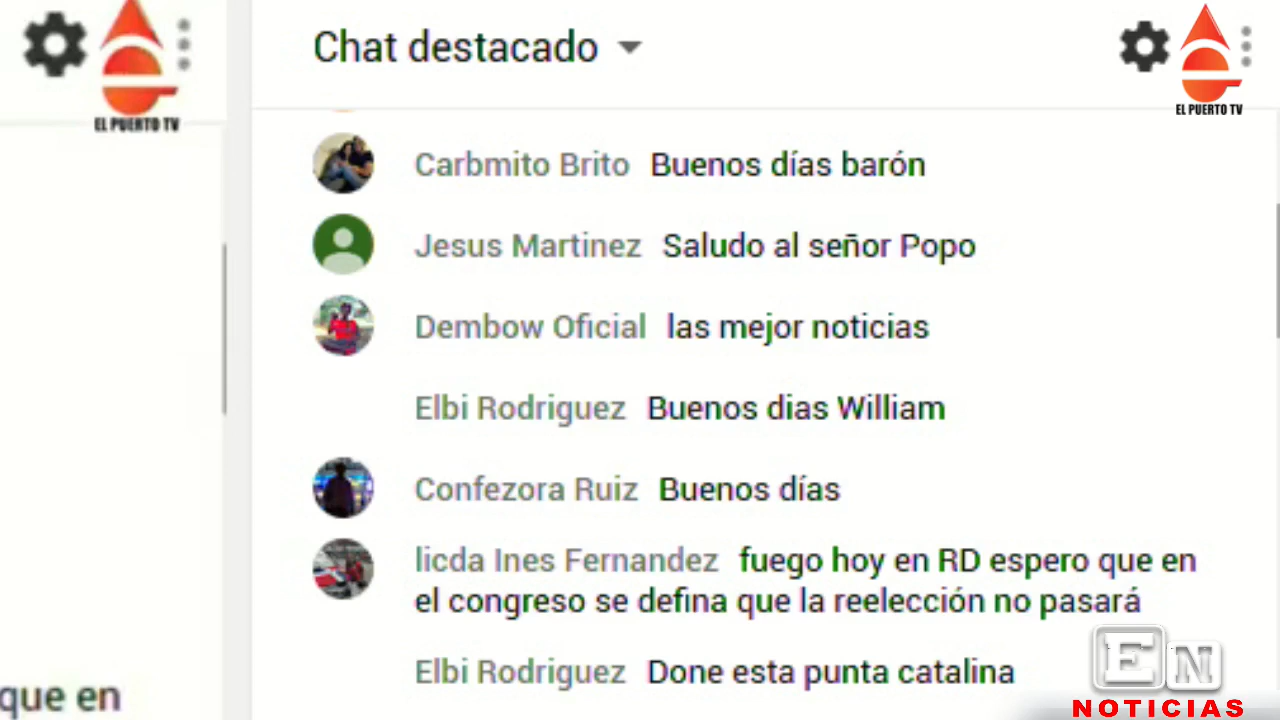 EL PUERTO TV
Chat destacado
EL PUERTO TV
Carbmito Brito Buenos días barón
Jesus Martinez Saludo al señor Popo
Dembow Oficial las mejor noticias
Elbi Rodriguez Buenos dias William
Confezora Ruiz Buenos días
licda Ines Fernandez fuego hoy en RD espero que en
el congreso se defina que la reelección no pasará
Elbi Rodriguez Done esta punta catalina
que en
EN
NOTICIAS